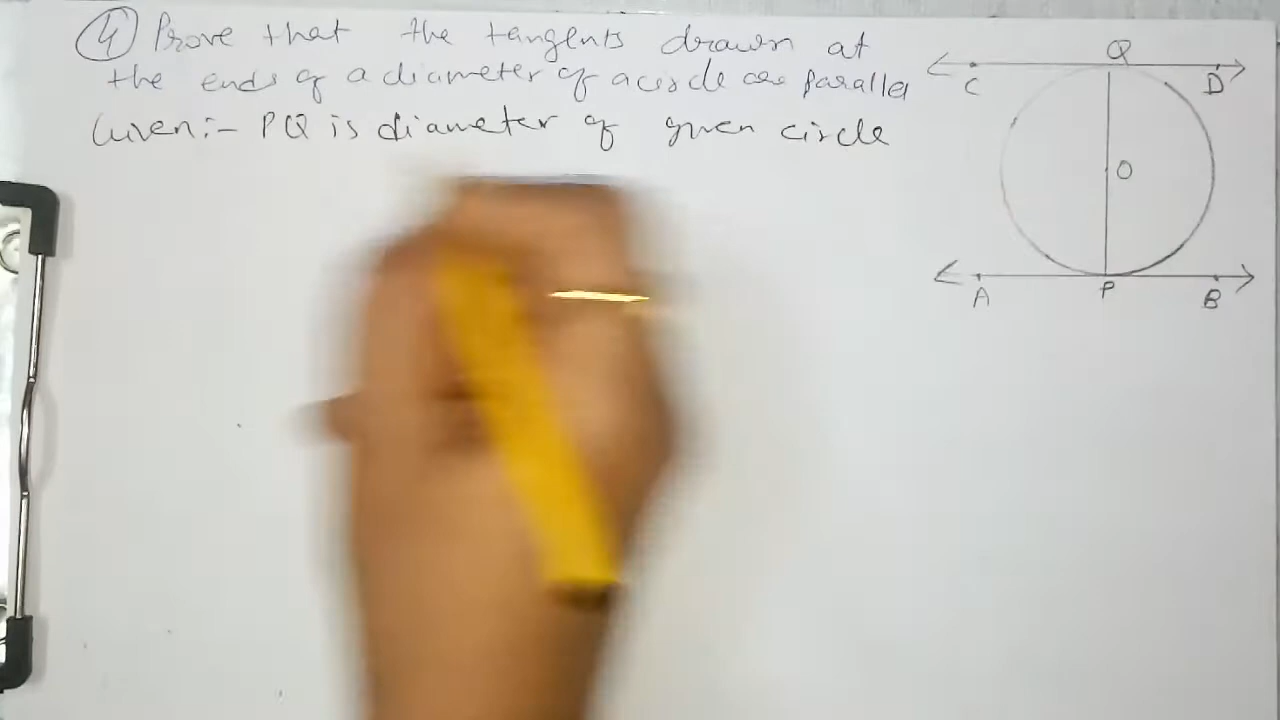 4 Prove that the tangents drawn at
the ends of a diameter of a circle are parallel
Given:- PQ is diameter of given circle
Q
C D
O
A P B